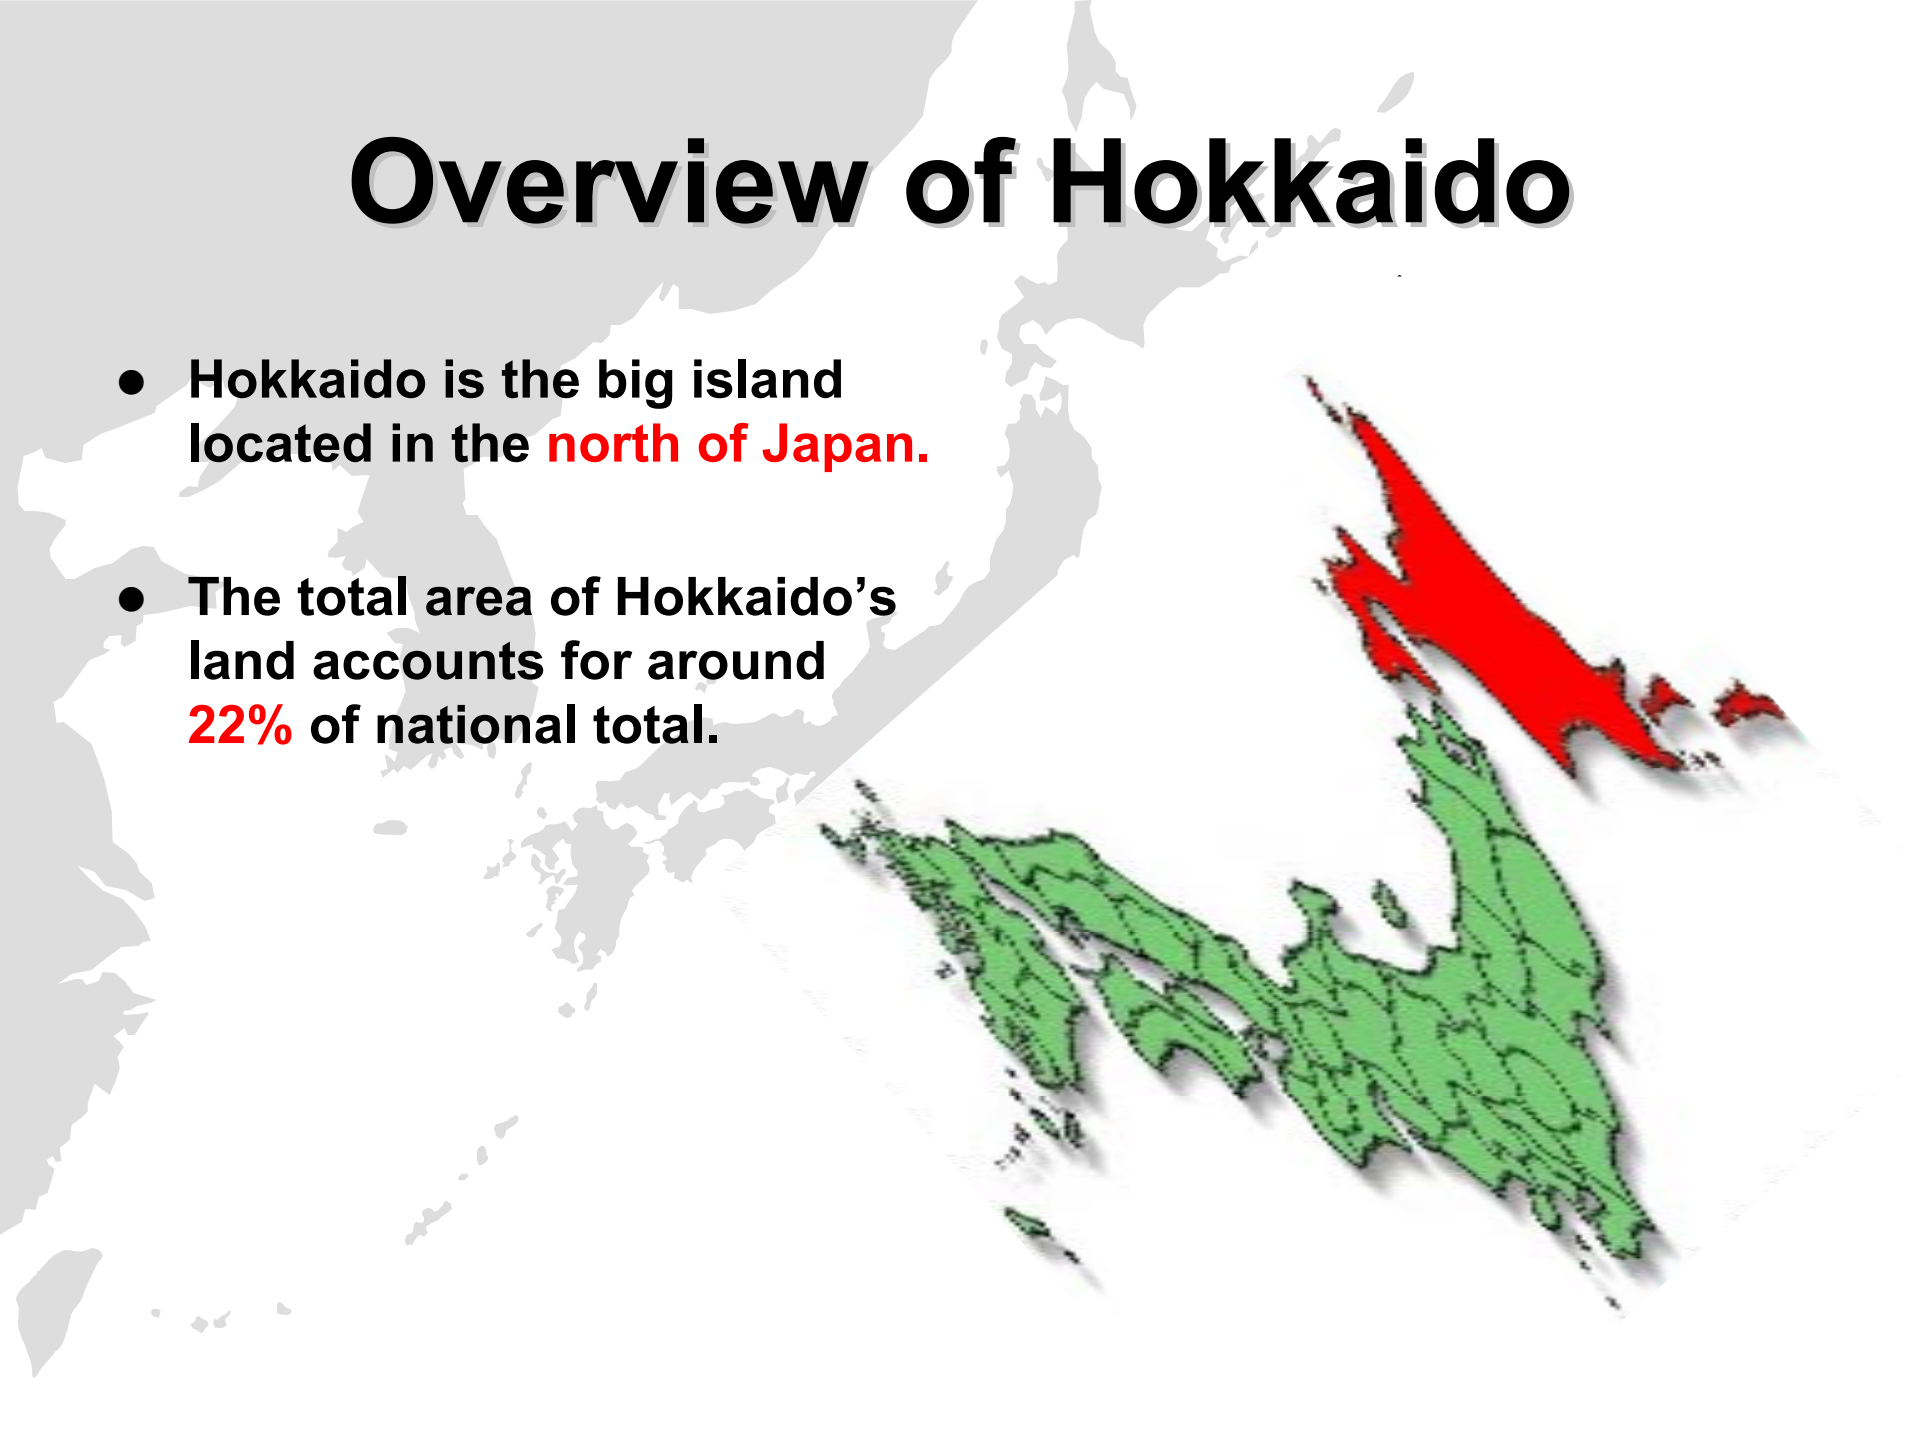 Overview of Hokkaido
● Hokkaido is the big island
located in the north of Japan.
● The total area of Hokkaido’s
land accounts for around
22% of national total.